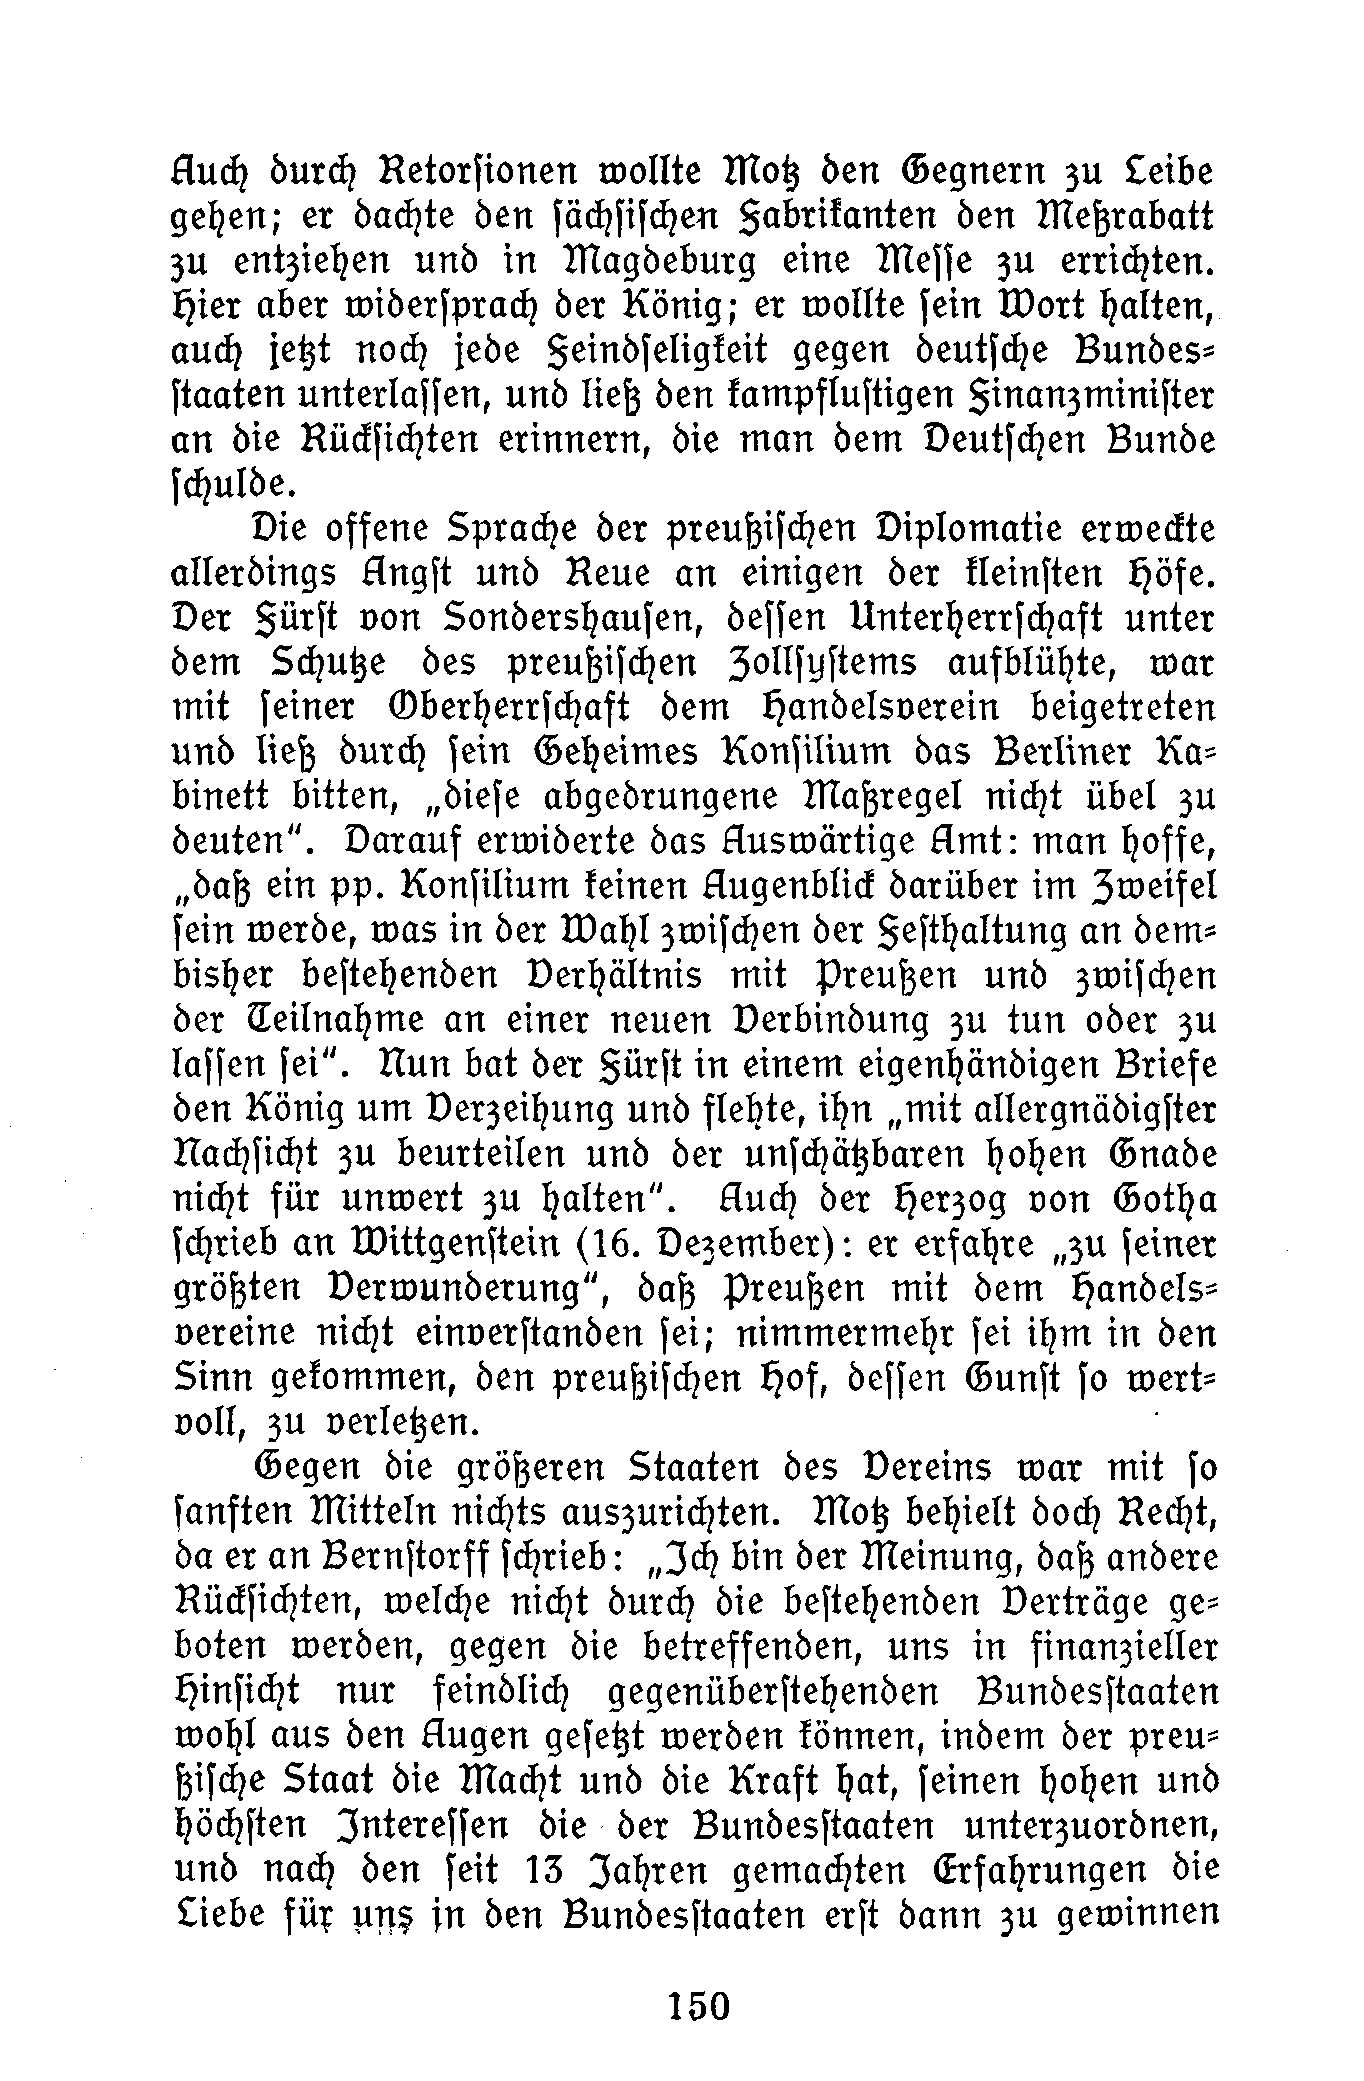 Auch durch Retorsionen wollte Motz den Gegnern zu Leibe
gehen; er dachte den sächsischen Fabrikanten den Meßrabatt
zu entziehen und in Magdeburg eine Messe zu errichten.
Hier aber widersprach der König; er wollte sein Wort halten,
auch jetzt noch jede Feindseligkeit gegen deutsche Bundes-
staaten unterlassen, und ließ den kampflustigen Finanzminister
an die Rücksichten erinnern, die man dem Deutschen Bunde
schulde.
Die offene Sprache der preußischen Diplomatie erweckte
allerdings Angst und Reue an einigen der kleinsten Höfe.
Der Fürst von Sondershausen, dessen Unterherrschaft unter
dem Schutze des preußischen Zollsystems aufblühte, war
mit seiner Oberherrschaft dem Handelsverein beigetreten
und ließ durch sein Geheimes Konsilium das Berliner Ka-
binett bitten, „diese abgedrungene Maßregel nicht übel zu
deuten“. Darauf erwiderte das Auswärtige Amt: man hoffe,
„daß ein pp. Konsilium keinen Augenblick darüber im Zweifel
sein werde, was in der Wahl zwischen der Festhaltung an dem-
bisher bestehenden Verhältnis mit Preußen und zwischen
der Teilnahme an einer neuen Verbindung zu tun oder zu
lassen sei“. Nun bat der Fürst in einem eigenhändigen Briefe
den König um Verzeihung und flehte, ihn „mit allergnädigster
Nachsicht zu beurteilen und der unschätzbaren hohen Gnade
nicht für unwert zu halten“. Auch der Herzog von Gotha
schrieb an Wittgenstein (16. Dezember): er erfahre „zu seiner
größten Verwunderung“, daß Preußen mit dem Handels-
vereine nicht einverstanden sei; nimmermehr sei ihm in den
Sinn gekommen, den preußischen Hof, dessen Gunst so wert-
voll, zu verletzen.
Gegen die größeren Staaten des Vereins war mit so
sanften Mitteln nichts auszurichten. Motz behielt doch Recht,
da er an Bernstorff schrieb: „Ich bin der Meinung, daß andere
Rücksichten, welche nicht durch die bestehenden Verträge ge-
boten werden, gegen die betreffenden, uns in finanzieller
Hinsicht nur feindlich gegenüberstehenden Bundesstaaten
wohl aus den Augen gesetzt werden können, indem der preu-
ßische Staat die Macht und die Kraft hat, seinen hohen und
höchsten Interessen die der Bundesstaaten unterzuordnen,
und nach den seit 13 Jahren gemachten Erfahrungen die
Liebe für uns in den Bundesstaaten erst dann zu gewinnen
150